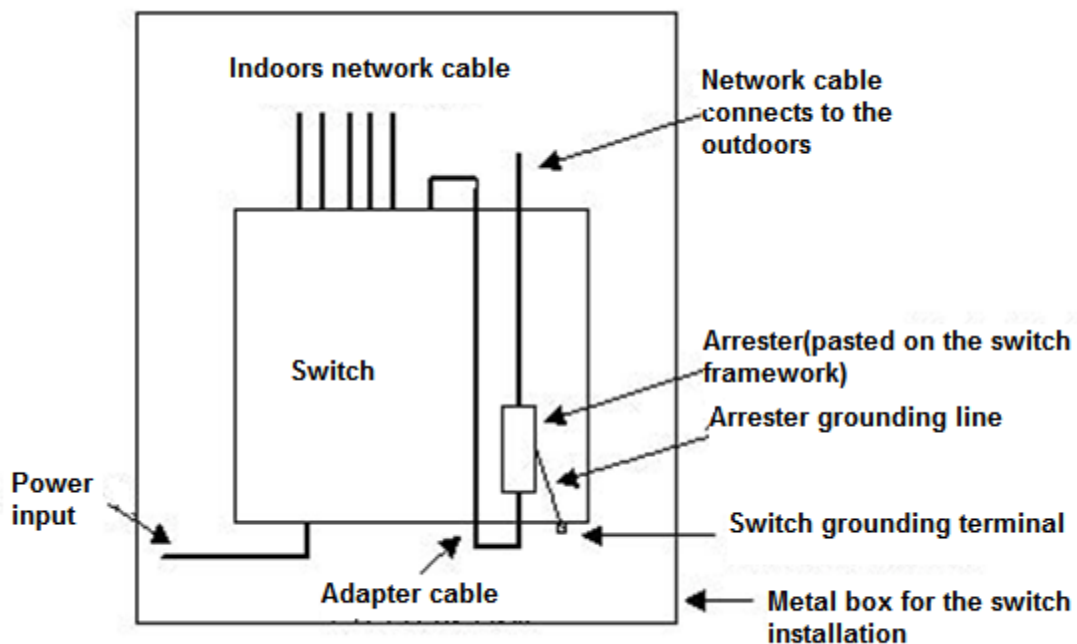 Indoors network cable
Network cable
connects to the
outdoors
Switch
Arrester(pasted on the switch
framework)
Arrester grounding line
Power
input
Switch grounding terminal
Adapter cable
Metal box for the switch
installation